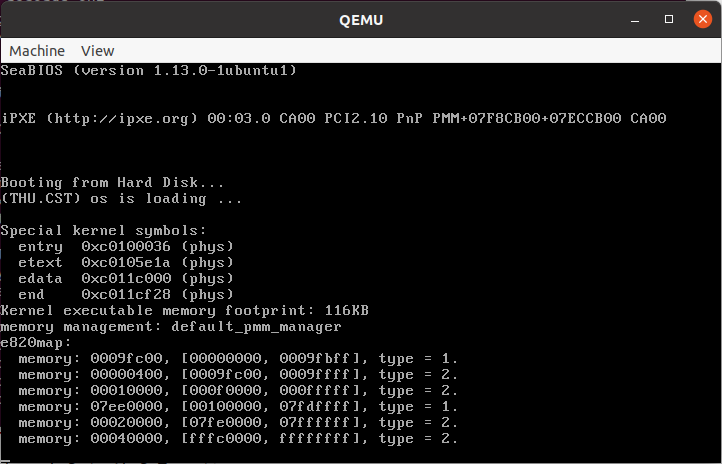 QEMU
Machine View
SeaBIOS (version 1.13.0-1ubuntu1)
iPXE (http://ipxe.org) 00:03.0 CA00 PCI2.10 PnP PMM+07F8CB00+07ECCB00 CA00
Booting from Hard Disk...
(THU.CST) os is loading ...
Special kernel symbols:
  entry  0xc0100036 (phys)
  etext  0xc0105e1a (phys)
  edata  0xc011c000 (phys)
  end    0xc011cf28 (phys)
Kernel executable memory footprint: 116KB
memory management: default_pmm_manager
e820map:
  memory: 0009fc00, [00000000, 0009fbff], type = 1.
  memory: 00000400, [0009fc00, 0009ffff], type = 2.
  memory: 00010000, [000f0000, 000fffff], type = 2.
  memory: 07ee0000, [00100000, 07fdffff], type = 1.
  memory: 00020000, [07fe0000, 07ffffff], type = 2.
  memory: 00040000, [fffc0000, ffffffff], type = 2.